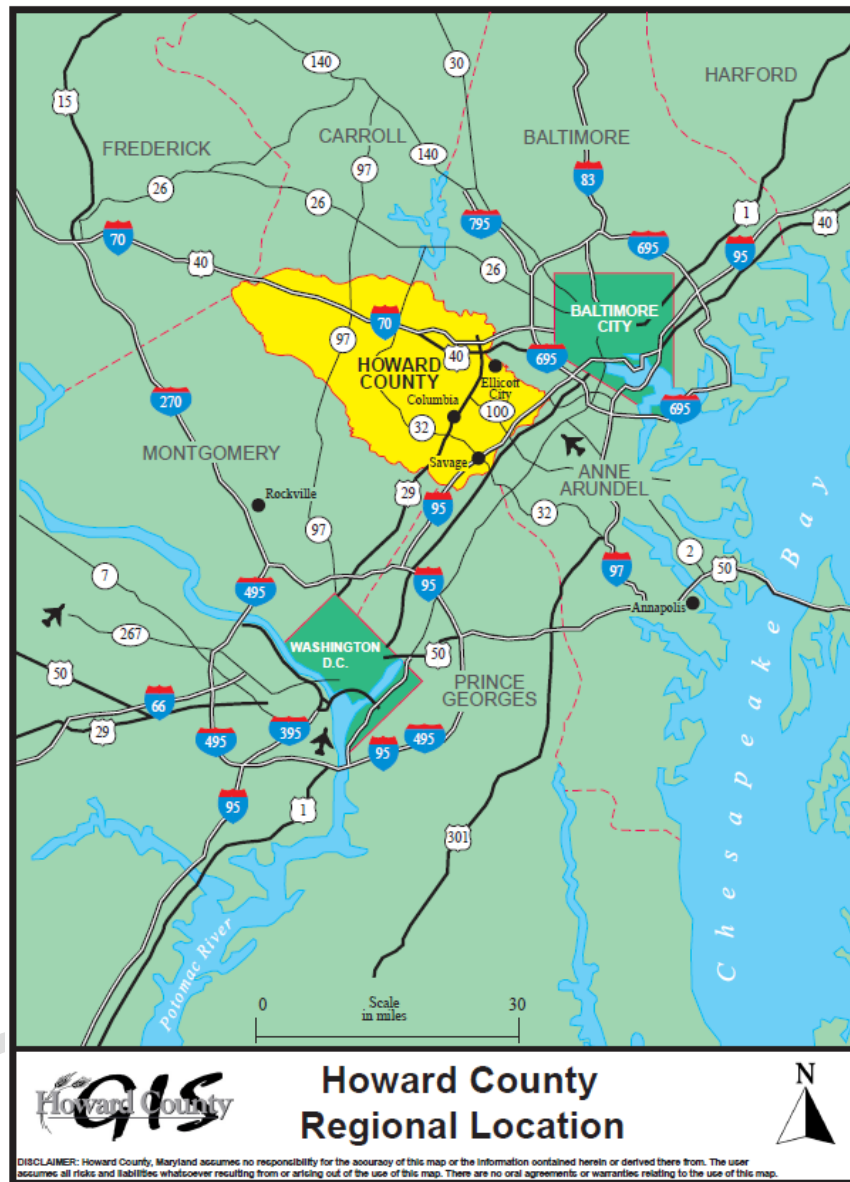 140
30
HARFORD
15
CARROLL
BALTIMORE
FREDERICK
140
97
83
26
26
1
795
695
40
70
95
40
26
BALTIMORE
CITY
70
97
HOWARD
COUNTY
40
695
Ellicott
City
270
Columbia
100
695
32
MONTGOMERY
Savage
ANNE
ARUNDEL
29
Rockville
95
32
97
2
7
97
50
495
95
Annapolis
267
WASHINGTON
D.C.
50
50
PRINCE
GEORGES
66
29
495
395
95
495
95
1
301
Chesapeake Bay
Potomac River
0
Scale
in miles
30
Howard County
GIS
Howard County
Regional Location
N
DISCLAIMER: Howard County, Maryland assumes no responsibility for the accuracy of this map or the information contained herein or derived there from. The user
assumes all risks and liabilities whatsoever resulting from or arising out of the use of this map. There are no oral agreements or warranties relating to the use of this map.